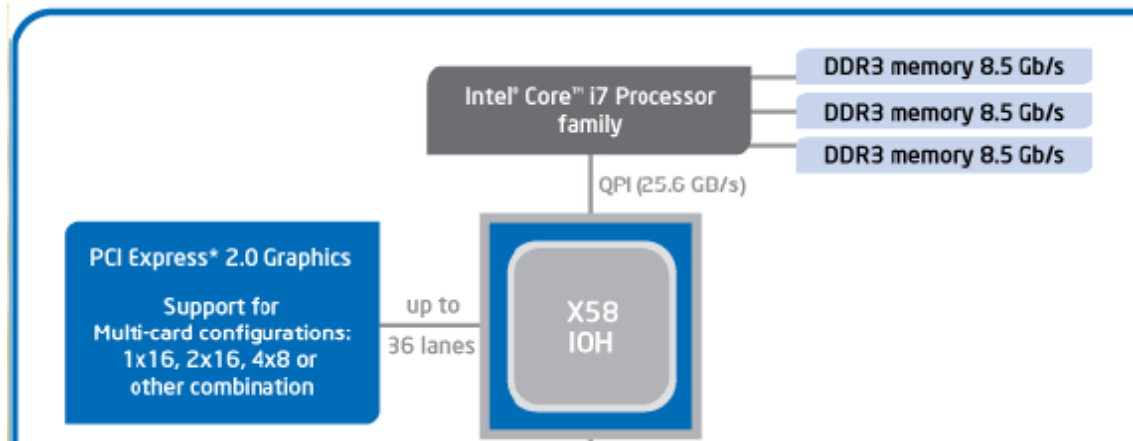 Intel® Core™ i7 Processor
family
DDR3 memory 8.5 Gb/s
DDR3 memory 8.5 Gb/s
DDR3 memory 8.5 Gb/s
QPI (25.6 GB/s)
PCI Express* 2.0 Graphics
Support for
Multi-card configurations:
1x16, 2x16, 4x8 or
other combination
up to
36 lanes
X58
IOH